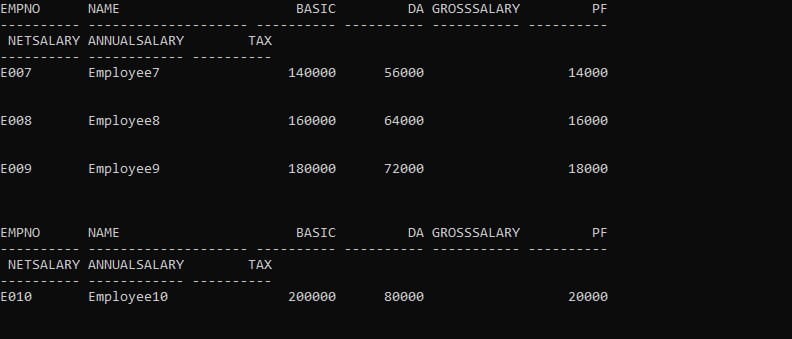 EMPNO      NAME                      BASIC         DA GROSSSALARY         PF
---------- -------------------- ---------- ---------- ----------- ----------
 NETSALARY ANNUALSALARY        TAX
---------- ------------ ----------
E007       Employee7                140000      56000                  14000
E008       Employee8                160000      64000                  16000
E009       Employee9                180000      72000                  18000
EMPNO      NAME                      BASIC         DA GROSSSALARY         PF
---------- -------------------- ---------- ---------- ----------- ----------
 NETSALARY ANNUALSALARY        TAX
---------- ------------ ----------
E010       Employee10               200000      80000                  20000